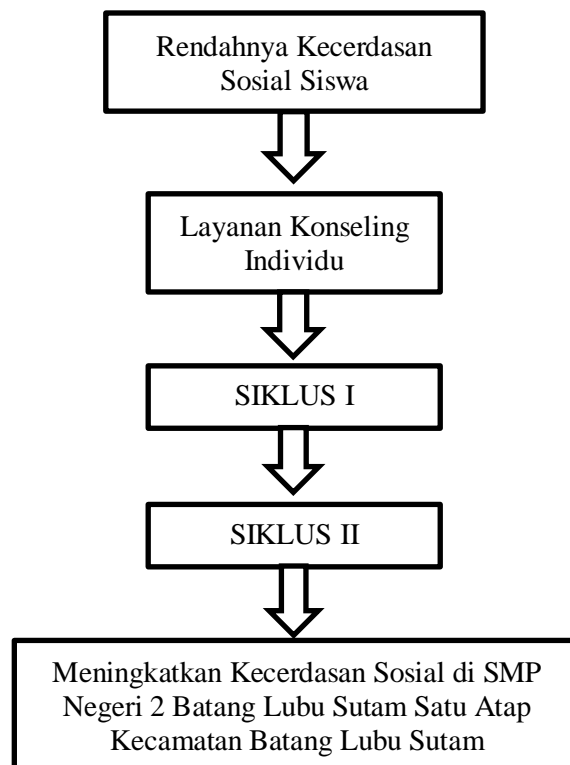 Rendahnya Kecerdasan
Sosial Siswa
Layanan Konseling
Individu
SIKLUS I
SIKLUS II
Meningkatkan Kecerdasan Sosial di SMP
Negeri 2 Batang Lubu Sutam Satu Atap
Kecamatan Batang Lubu Sutam